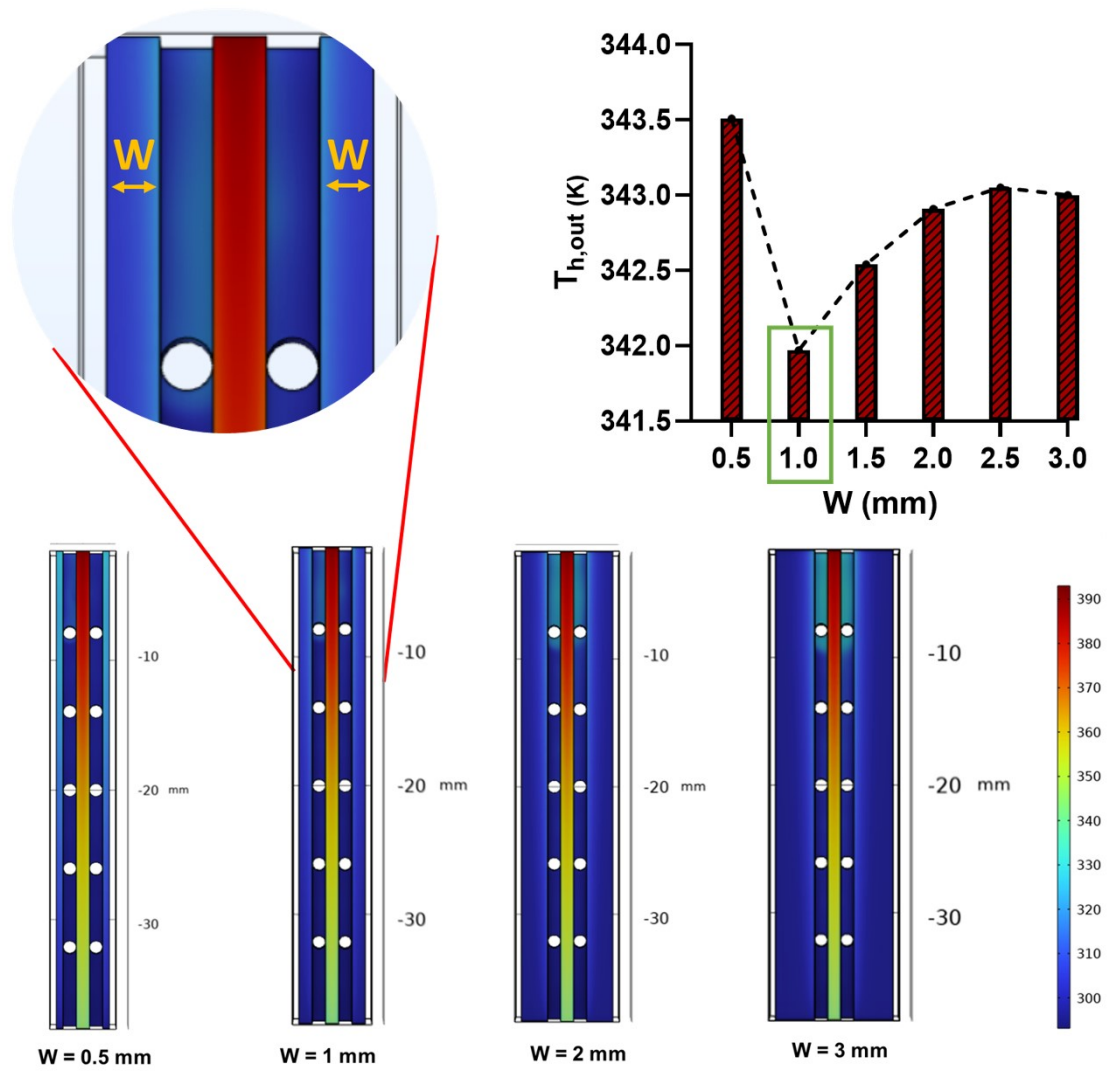 W W
344.0
343.5
343.0
342.5
342.0
341.5
T_h,out (K)
0.5 1.0 1.5 2.0 2.5 3.0
W (mm)
-10
-20 mm
-30
W = 0.5 mm
-10
-20 mm
-30
W = 1 mm
-10
-20 mm
-30
W = 2 mm
-10
-20 mm
-30
W = 3 mm
390
380
370
360
350
340
330
320
310
300